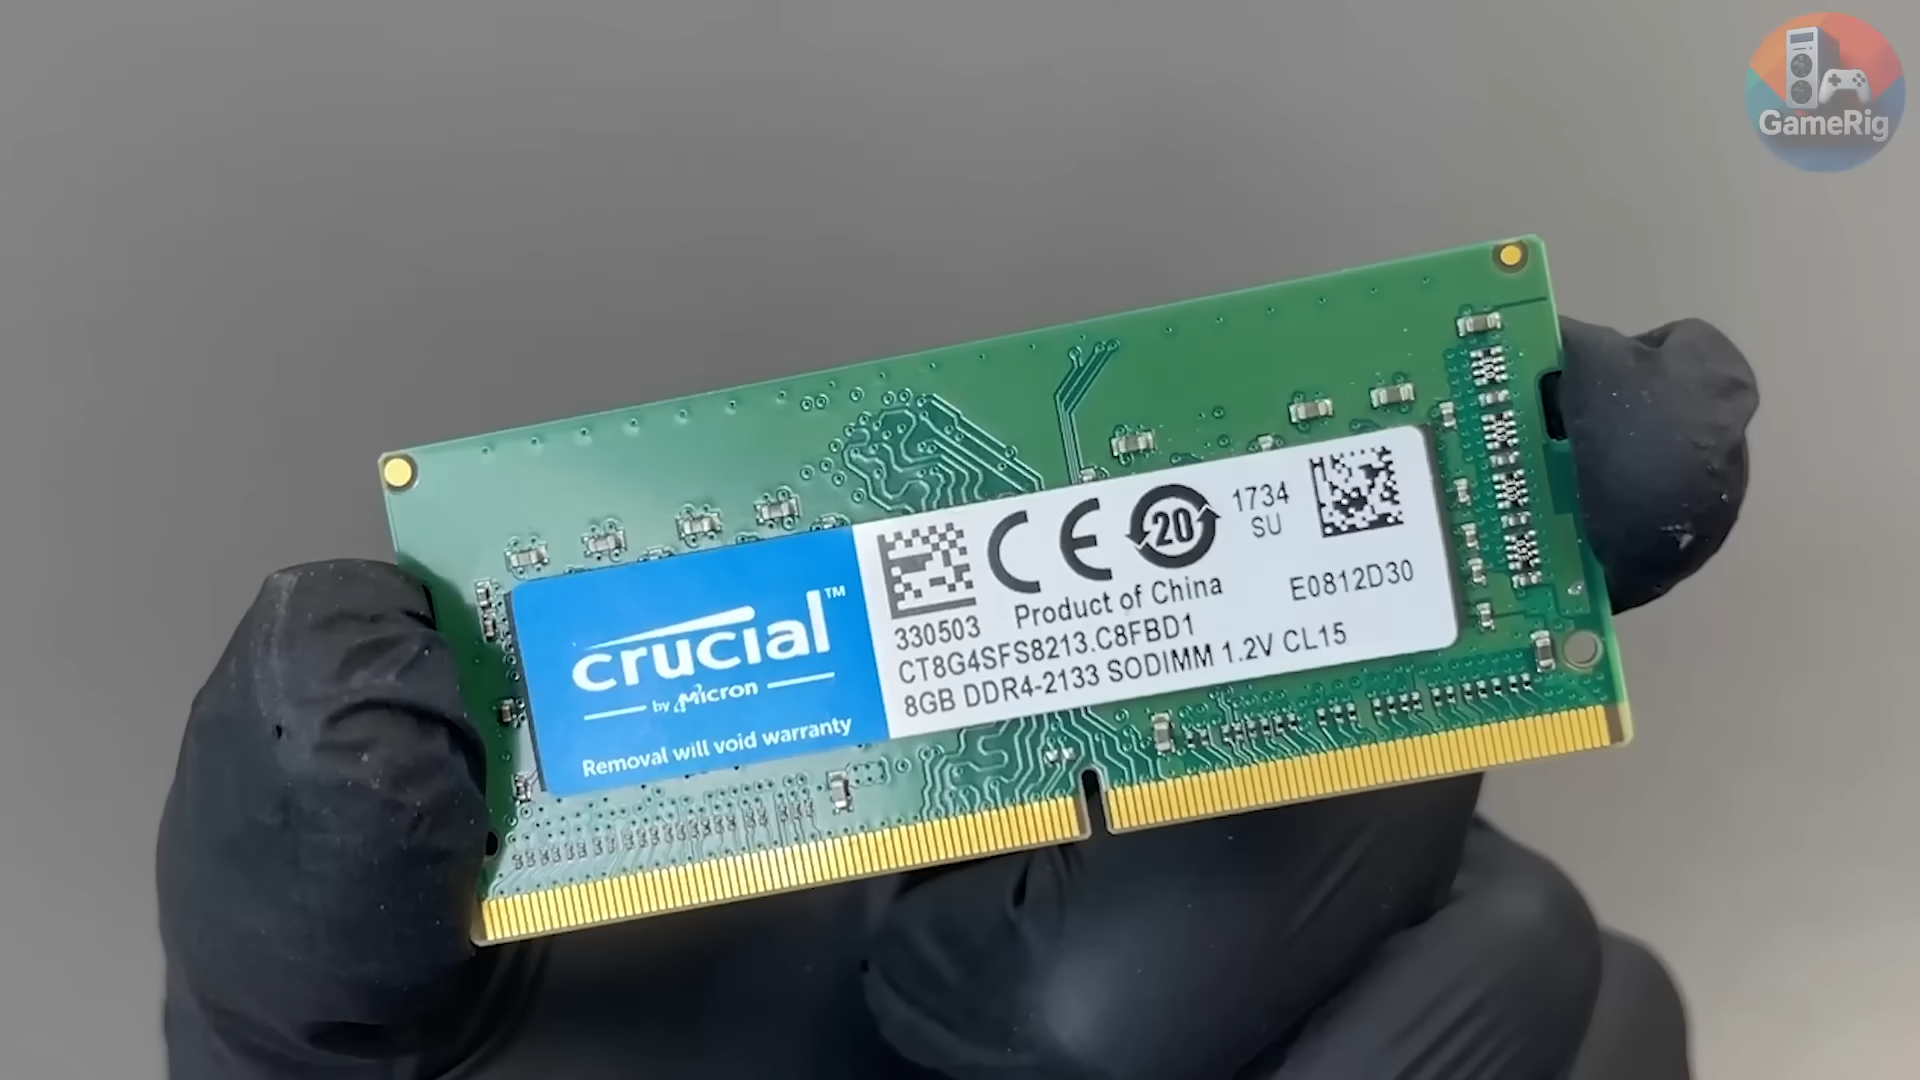 GameRig
crucial™
by Micron
Removal will void warranty
CE
20
1734
SU
Product of China
E0812D30
330503
CT8G4SFS8213.C8FBD1
8GB DDR4-2133 SODIMM 1.2V CL15